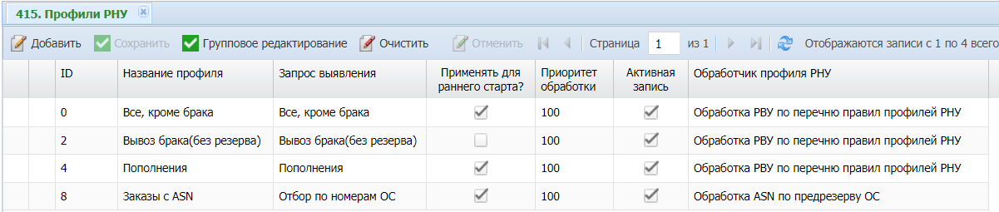 415. Профили РНУ
Добавить Сохранить Групповое редактирование Очистить Отменить Страница 1 из 1 Отображаются записи с 1 по 4 всего
ID Название профиля Запрос выявления Применять для раннего старта? Приоритет обработки Активная запись Обработчик профиля РНУ
0 Все, кроме брака Все, кроме брака 100 Обработка РВУ по перечню правил профилей РНУ
2 Вывоз брака(без резерва) Вывоз брака(без резерва) 100 Обработка РВУ по перечню правил профилей РНУ
4 Пополнения Пополнения 100 Обработка РВУ по перечню правил профилей РНУ
8 Заказы с ASN Отбор по номерам ОС 100 Обработка ASN по предрезерву ОС